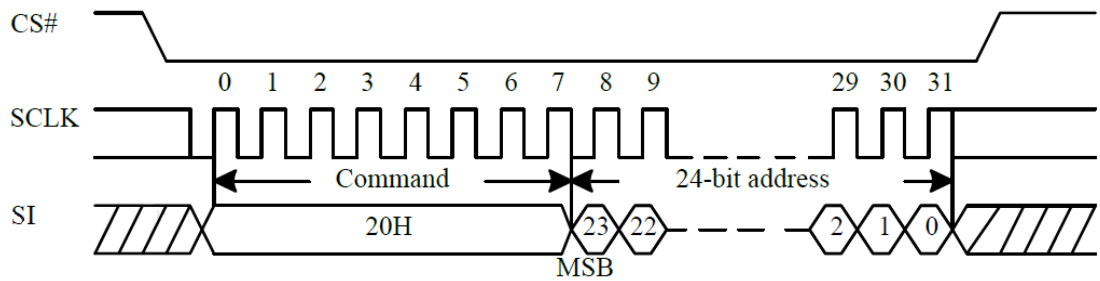 CS#
0 1 2 3 4 5 6 7 8 9 29 30 31
SCLK
Command 24-bit address
SI 20H 23 22 2 1 0
MSB